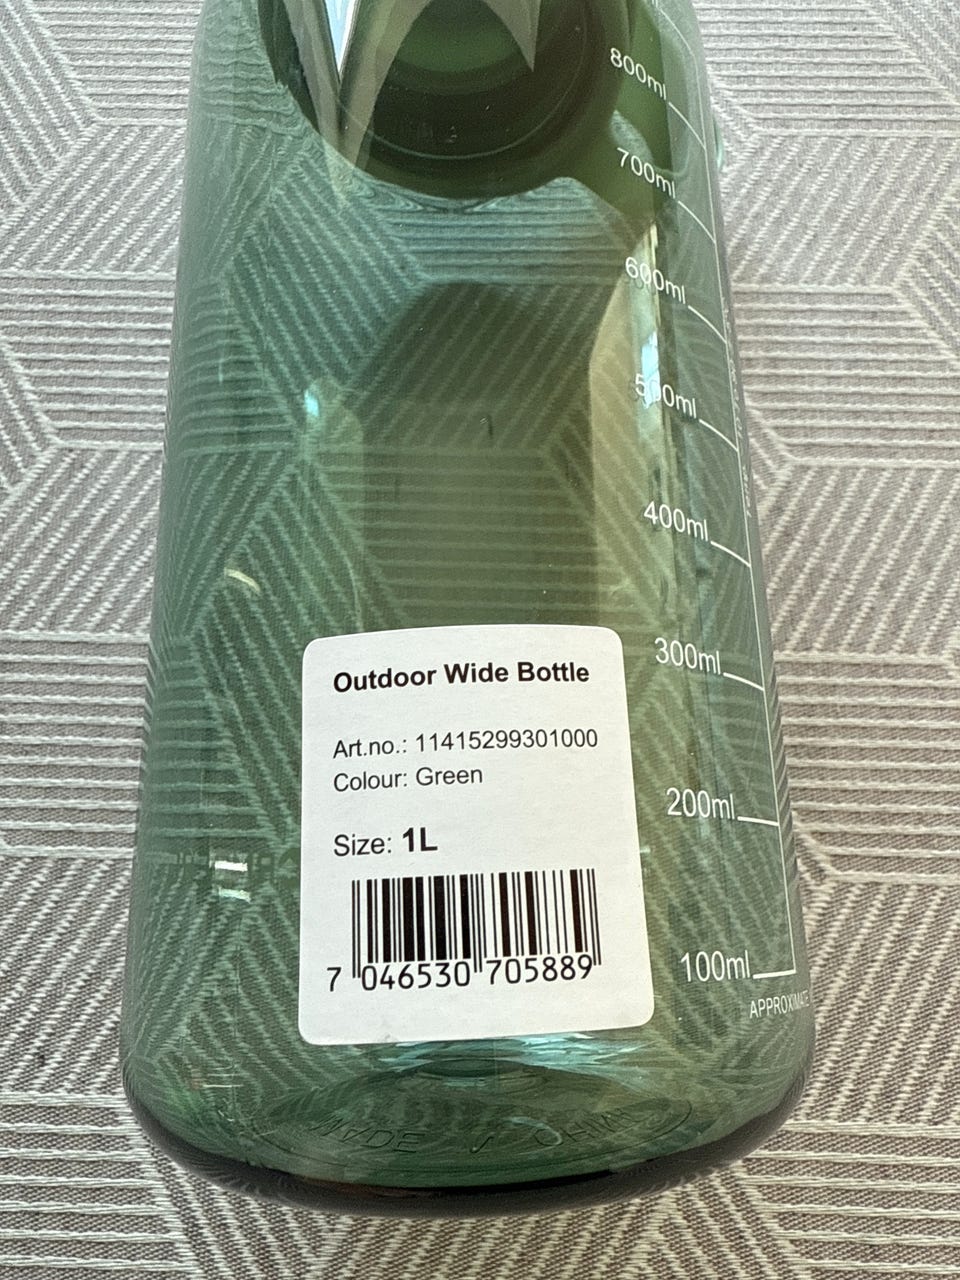 800ml
700ml
600ml
500ml
400ml
300ml
200ml
100ml
APPROXIMATE
Outdoor Wide Bottle
Art.no.: 11415299301000
Colour: Green
Size: 1L
7 046530 705889
MADE CHINA